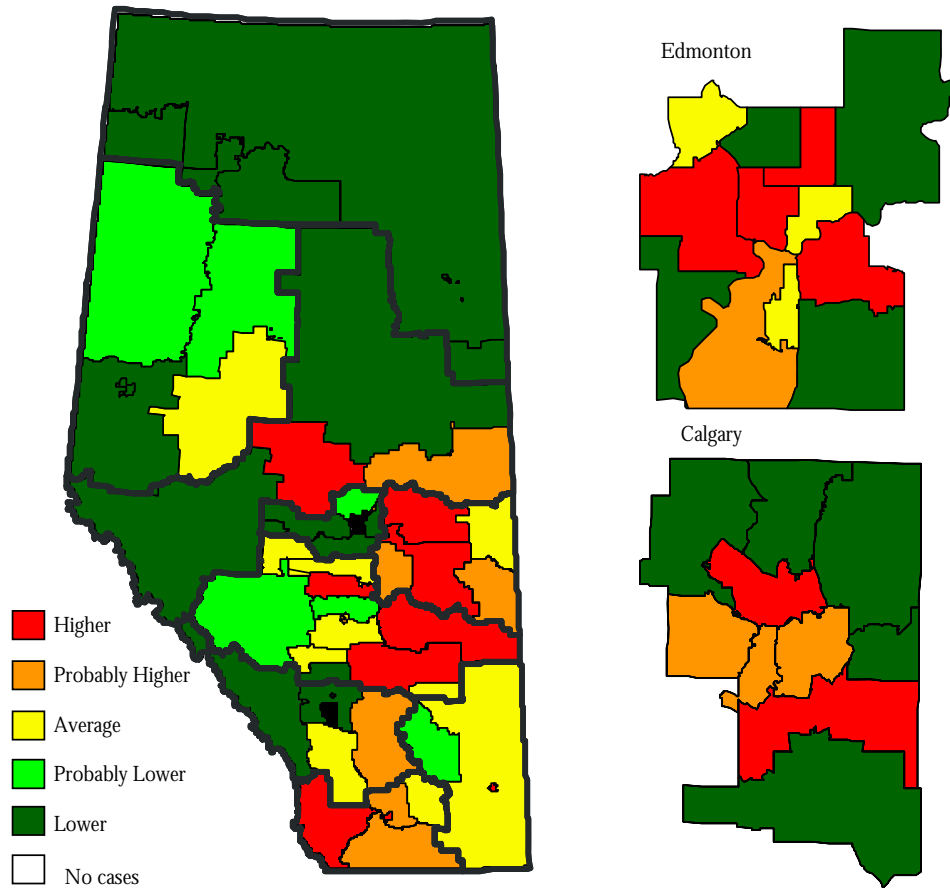 Edmonton
Calgary
Higher
Probably Higher
Average
Probably Lower
Lower
No cases